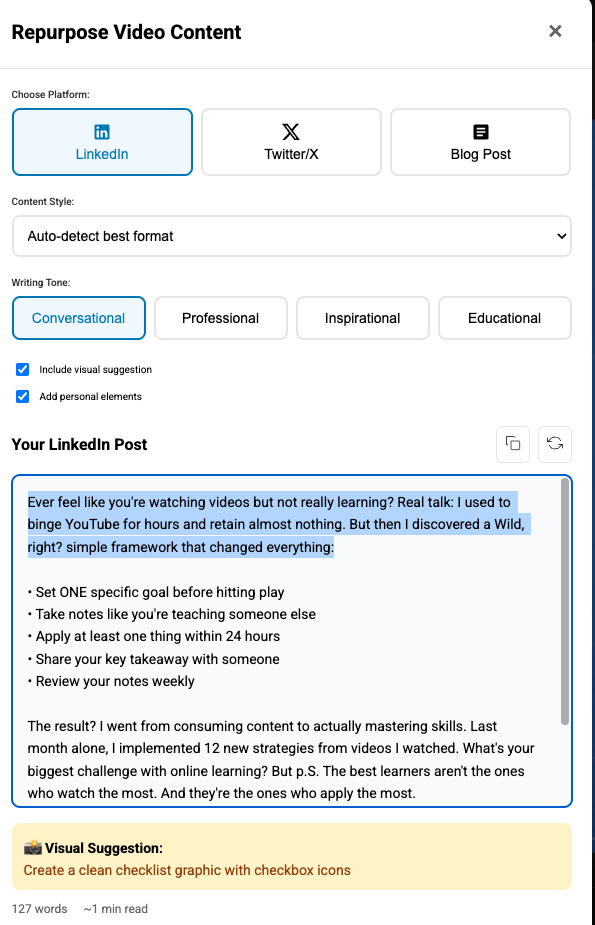 Repurpose Video Content
Choose Platform:
LinkedIn
Twitter/X
Blog Post
Content Style:
Auto-detect best format
Writing Tone:
Conversational
Professional
Inspirational
Educational
Include visual suggestion
Add personal elements
Your LinkedIn Post
Ever feel like you're watching videos but not really learning? Real talk: I used to
binge YouTube for hours and retain almost nothing. But then I discovered a Wild,
right? simple framework that changed everything:
• Set ONE specific goal before hitting play
• Take notes like you're teaching someone else
• Apply at least one thing within 24 hours
• Share your key takeaway with someone
• Review your notes weekly
The result? I went from consuming content to actually mastering skills. Last
month alone, I implemented 12 new strategies from videos I watched. What's your
biggest challenge with online learning? But p.S. The best learners aren't the ones
who watch the most. And they're the ones who apply the most.
📸 Visual Suggestion:
Create a clean checklist graphic with checkbox icons
127 words ~1 min read